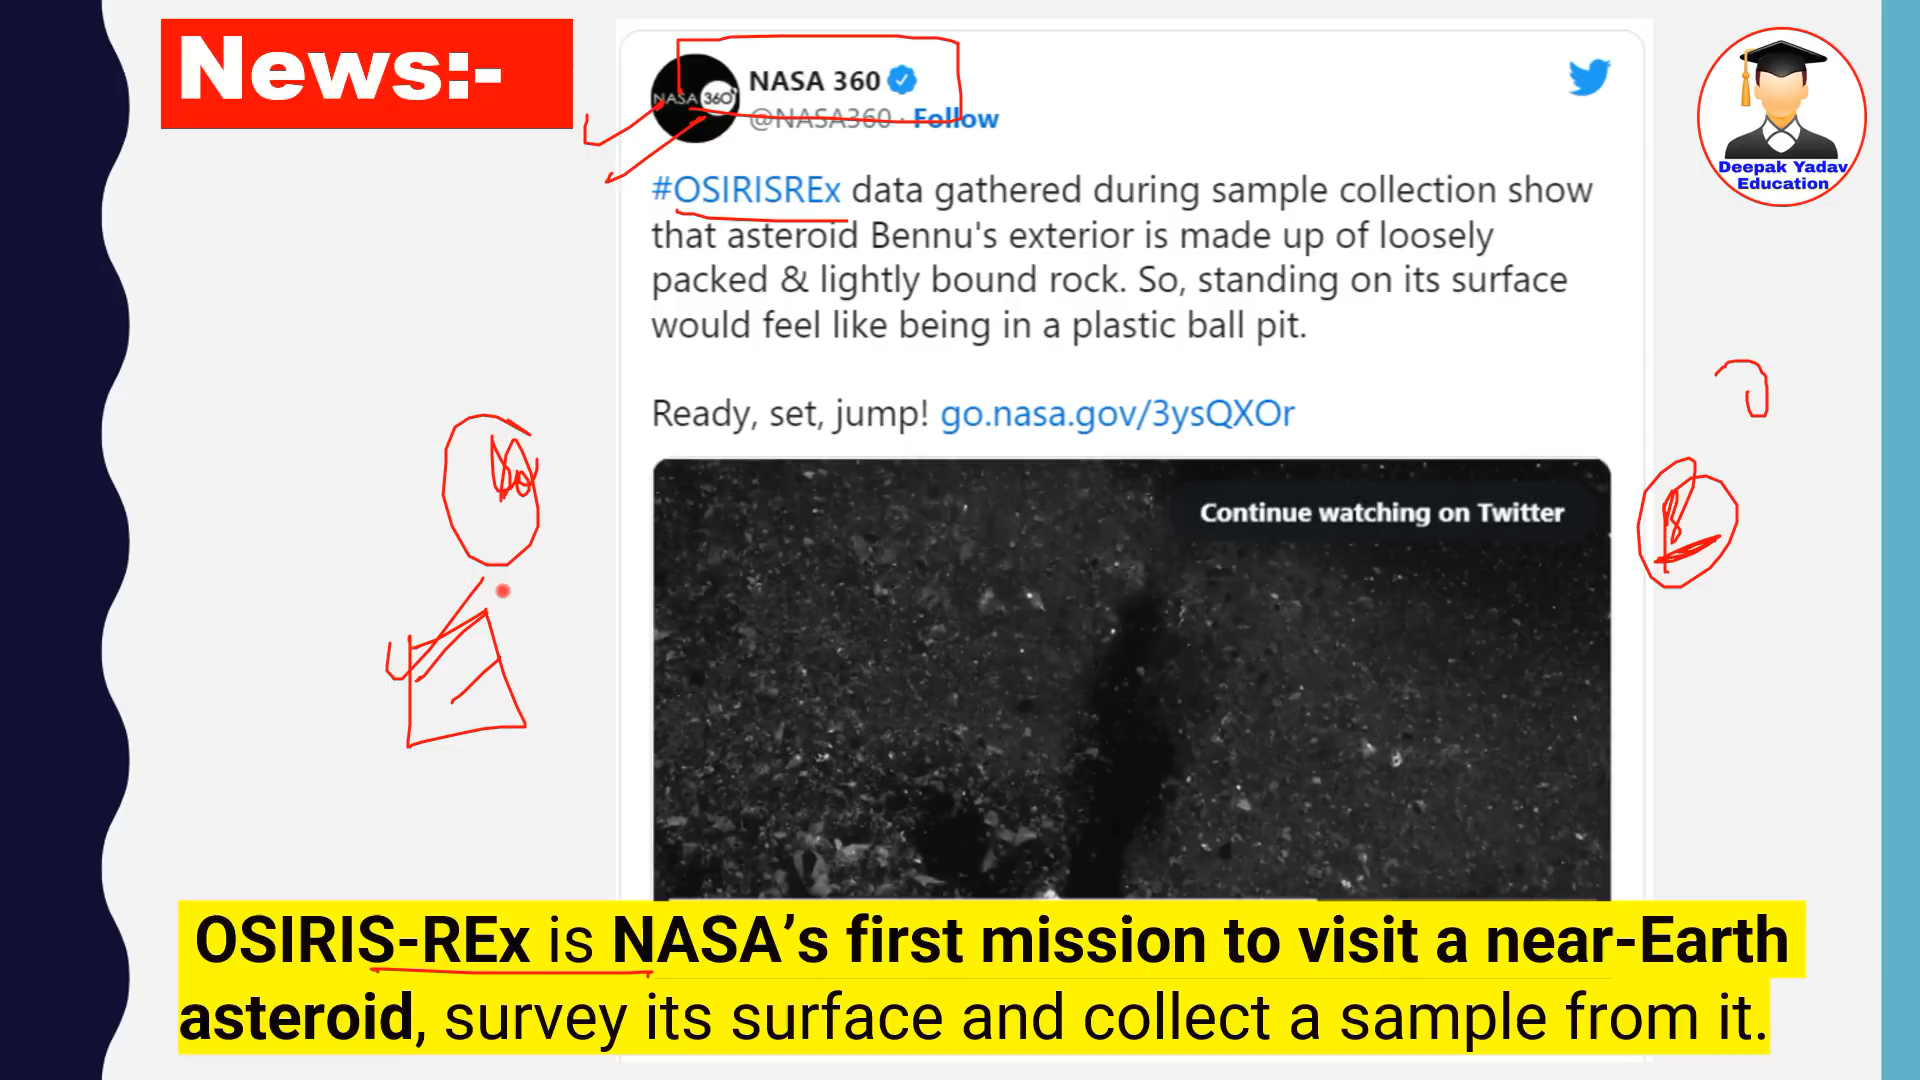 News:-
NASA 360
NASA 360
@NASA360 · Follow
Deepak Yadav
Education
#OSIRISREx data gathered during sample collection show
that asteroid Bennu's exterior is made up of loosely
packed & lightly bound rock. So, standing on its surface
would feel like being in a plastic ball pit.
Ready, set, jump! go.nasa.gov/3ysQXOr
Continue watching on Twitter
OSIRIS-REx is NASA’s first mission to visit a near-Earth
asteroid, survey its surface and collect a sample from it.